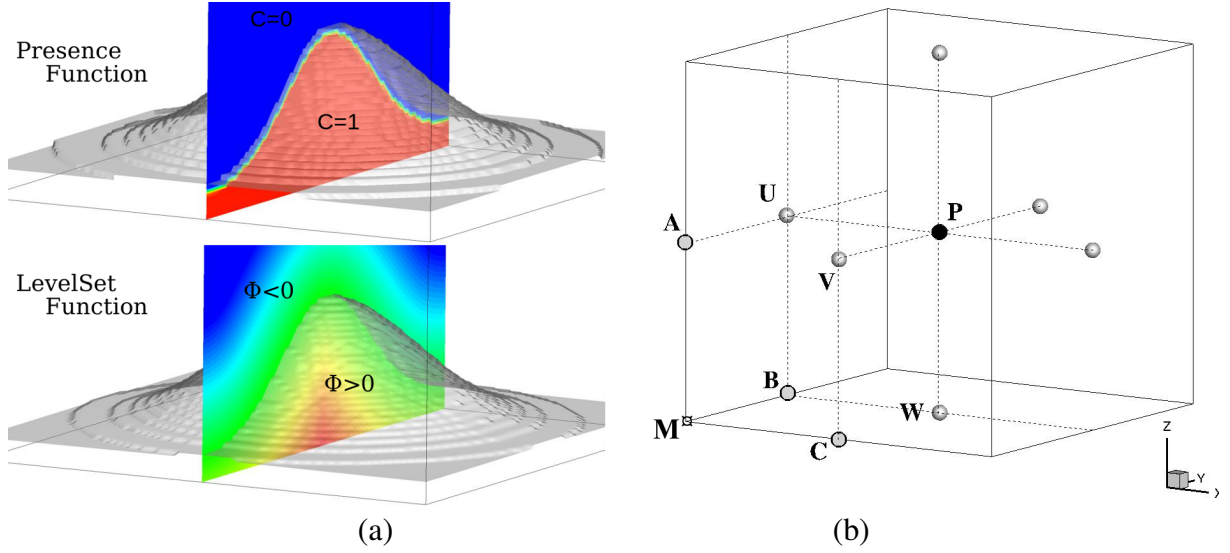 Presence
Function
C=0
C=1
LevelSet
Function
Φ<0
Φ>0
(a)
A
U
P
V
B
W
M
C
Z
Y
X
(b)